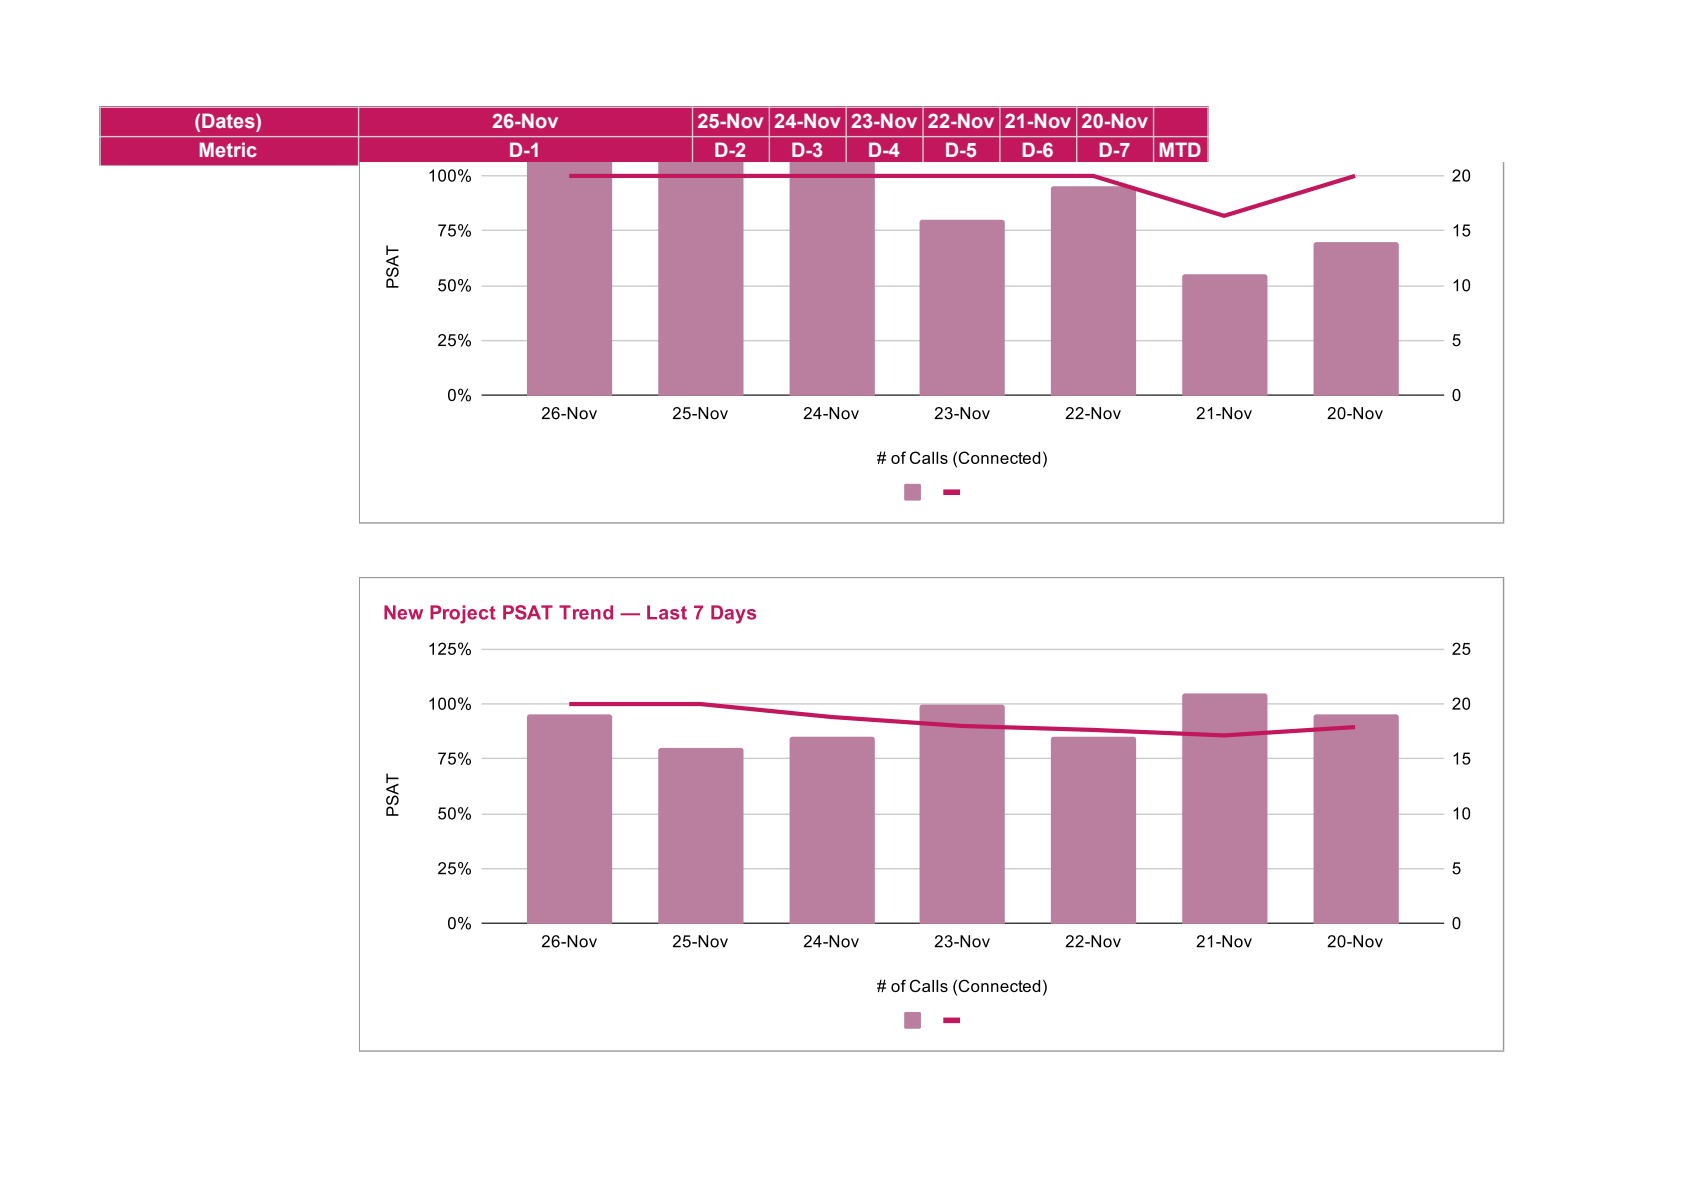 (Dates) 26-Nov 25-Nov 24-Nov 23-Nov 22-Nov 21-Nov 20-Nov
Metric D-1 D-2 D-3 D-4 D-5 D-6 D-7 MTD
100% 20
75% 15
PSAT
50% 10
25% 5
0% 0
26-Nov 25-Nov 24-Nov 23-Nov 22-Nov 21-Nov 20-Nov
# of Calls (Connected)
New Project PSAT Trend — Last 7 Days
125% 25
100% 20
75% 15
PSAT
50% 10
25% 5
0% 0
26-Nov 25-Nov 24-Nov 23-Nov 22-Nov 21-Nov 20-Nov
# of Calls (Connected)